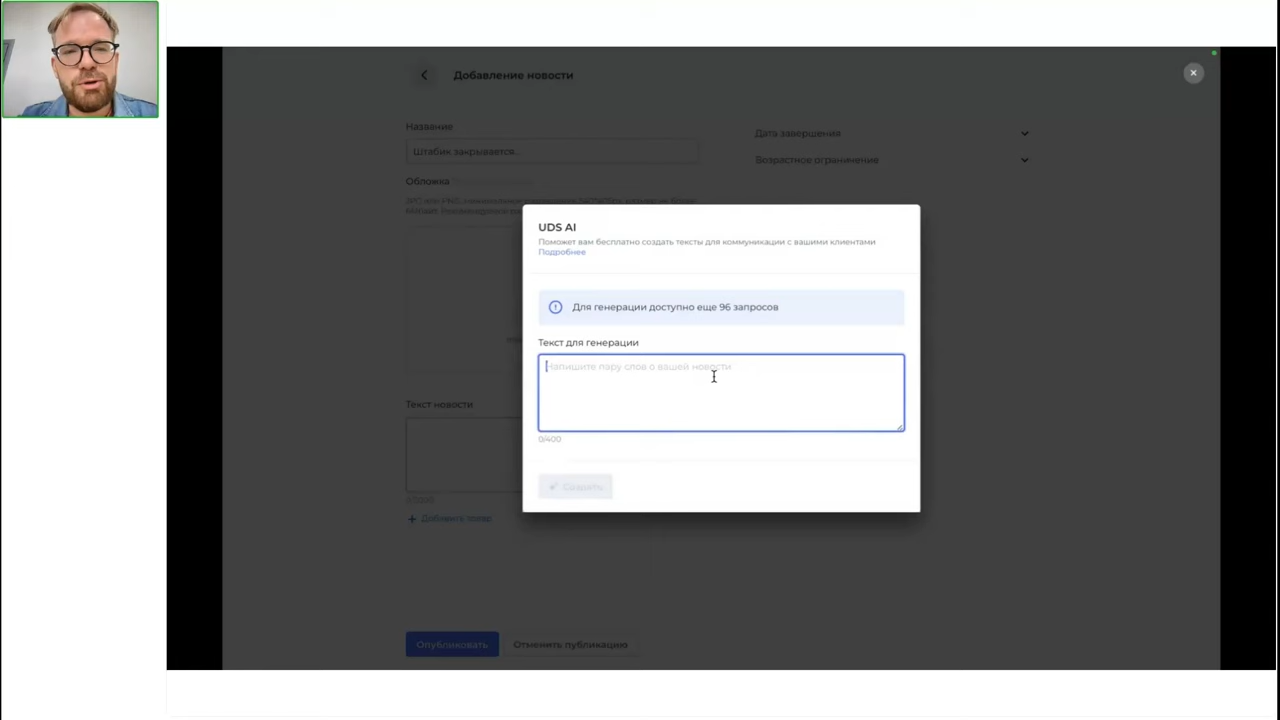 Добавление новости
Название
Штабик закрывается...
Дата завершения
Возрастное ограничение
Обложка
UDS AI
Поможет вам бесплатно создать тексты для коммуникации с вашими клиентами
Подробнее
Для генерации доступно еще 96 запросов
Текст для генерации
Напишите пару слов о вашей новости
0/400
Создать
Текст новости
Опубликовать
Отменить публикацию